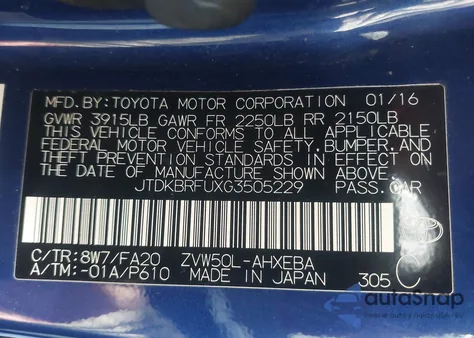 MFD. BY: TOYOTA MOTOR CORPORATION 01/16
GVWR 3915LB GAWR FR 2250LB RR 2150LB
THIS VEHICLE CONFORMS TO ALL APPLICABLE
FEDERAL MOTOR VEHICLE SAFETY, BUMPER, AND
THEFT PREVENTION STANDARDS IN EFFECT ON
THE DATE OF MANUFACTURE SHOWN ABOVE.
JTDKBRFUXG3505229 PASS. CAR
C/TR: 8W7/FA20 ZVW50L-AHXEBA
A/TM: -01A/P610 MADE IN JAPAN 305 C
autoSnap